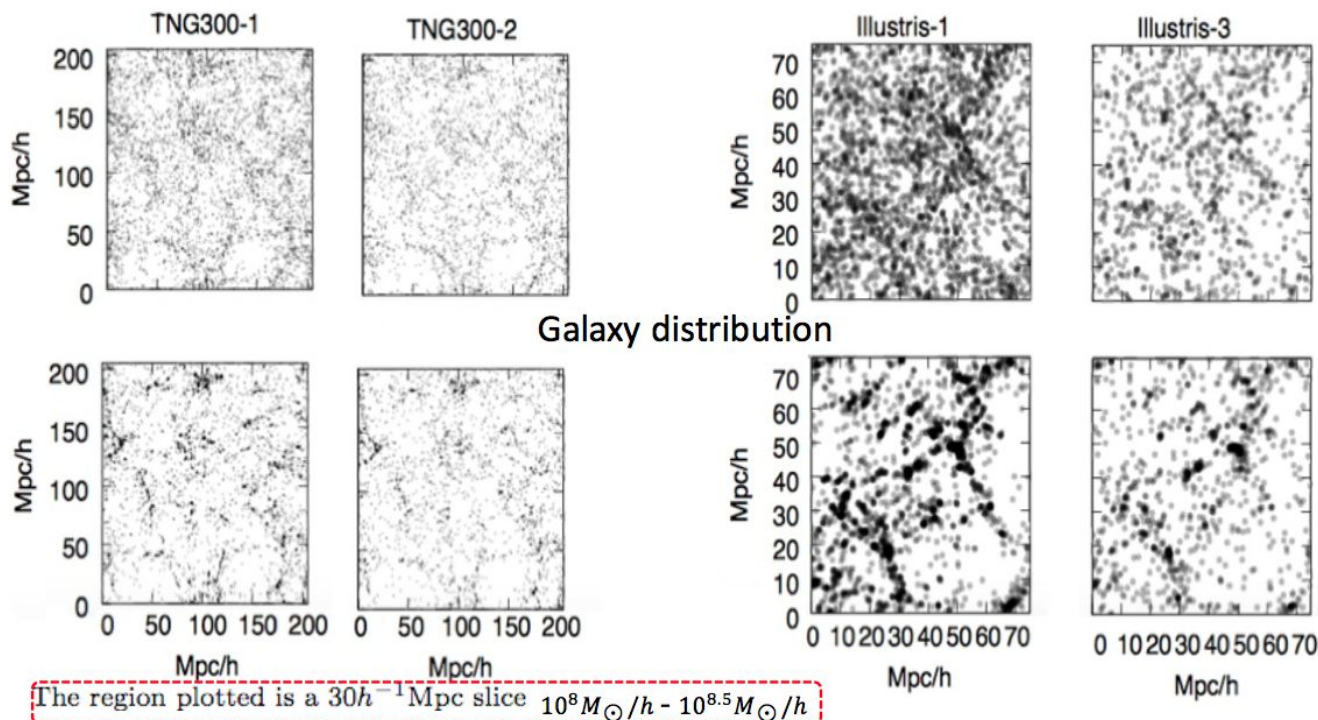 TNG300-1 TNG300-2 Illustris-1 Illustris-3
200
150
100
50
0
Mpc/h
70
60
50
40
30
20
10
0
Mpc/h
Galaxy distribution
200
150
100
50
0
Mpc/h
0 50 100 150 200
Mpc/h
0 50 100 150 200
Mpc/h
70
60
50
40
30
20
10
0
Mpc/h
0 10 20 30 40 50 60 70
0 10 20 30 40 50 60 70
Mpc/h
The region plotted is a 30h⁻¹Mpc slice 10⁸M⊙/h - 10⁸·⁵M⊙/h